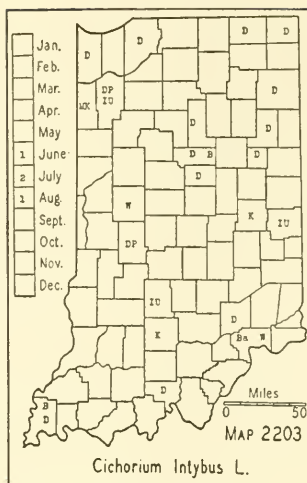 Jan.
Feb.
Mar.
Apr.
May
1 June
2 July
1 Aug.
Sept.
Oct.
Nov.
Dec.
D D D D
DP
MK IU D
D D
D B D
D
W
K IU
DP
IU
D
K Ba W
D
B
D
Miles
0 50
MAP 2203
Cichorium Intybus L.